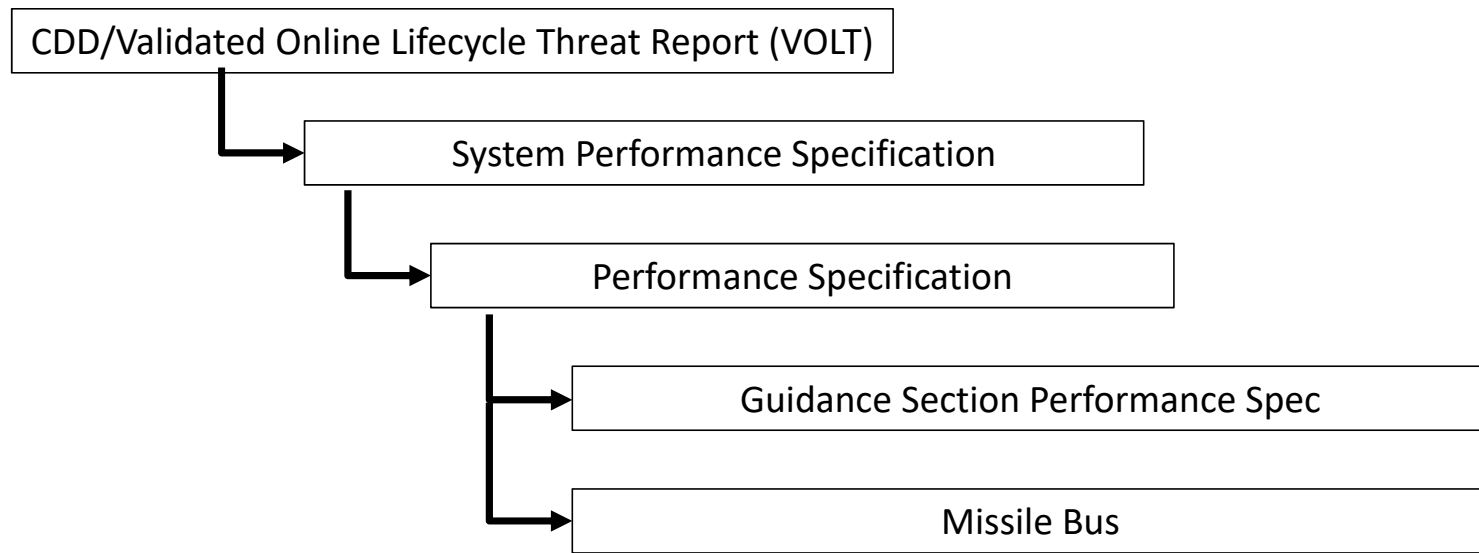 CDD/Validated Online Lifecycle Threat Report (VOLT)
System Performance Specification
Performance Specification
Guidance Section Performance Spec
Missile Bus